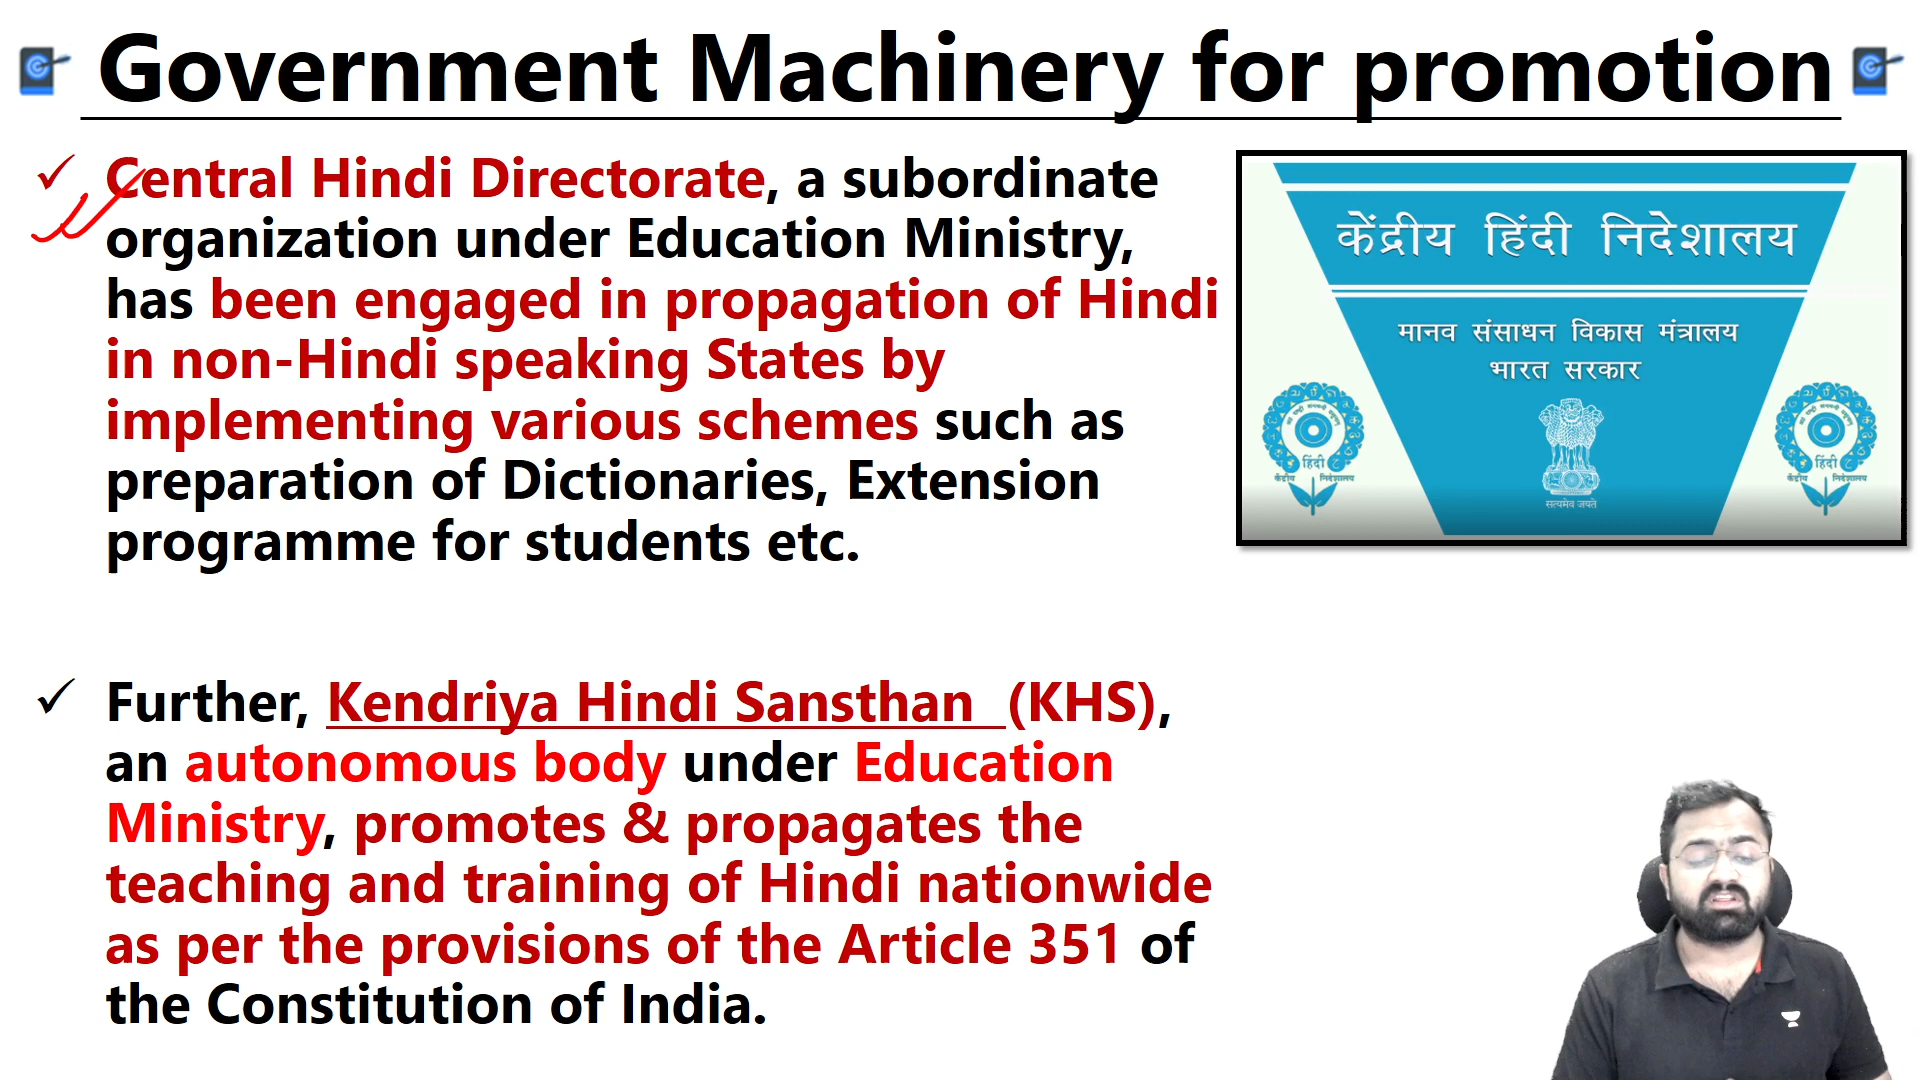 Government Machinery for promotion
✓ Central Hindi Directorate, a subordinate
organization under Education Ministry,
has been engaged in propagation of Hindi
in non-Hindi speaking States by
implementing various schemes such as
preparation of Dictionaries, Extension
programme for students etc.
केंद्रीय हिंदी निदेशालय
मानव संसाधन विकास मंत्रालय
भारत सरकार
हिंदी
केंद्रीय निदेशालय
सत्यमेव जयते
हिंदी
केंद्रीय निदेशालय
✓ Further, Kendriya Hindi Sansthan (KHS),
an autonomous body under Education
Ministry, promotes & propagates the
teaching and training of Hindi nationwide
as per the provisions of the Article 351 of
the Constitution of India.